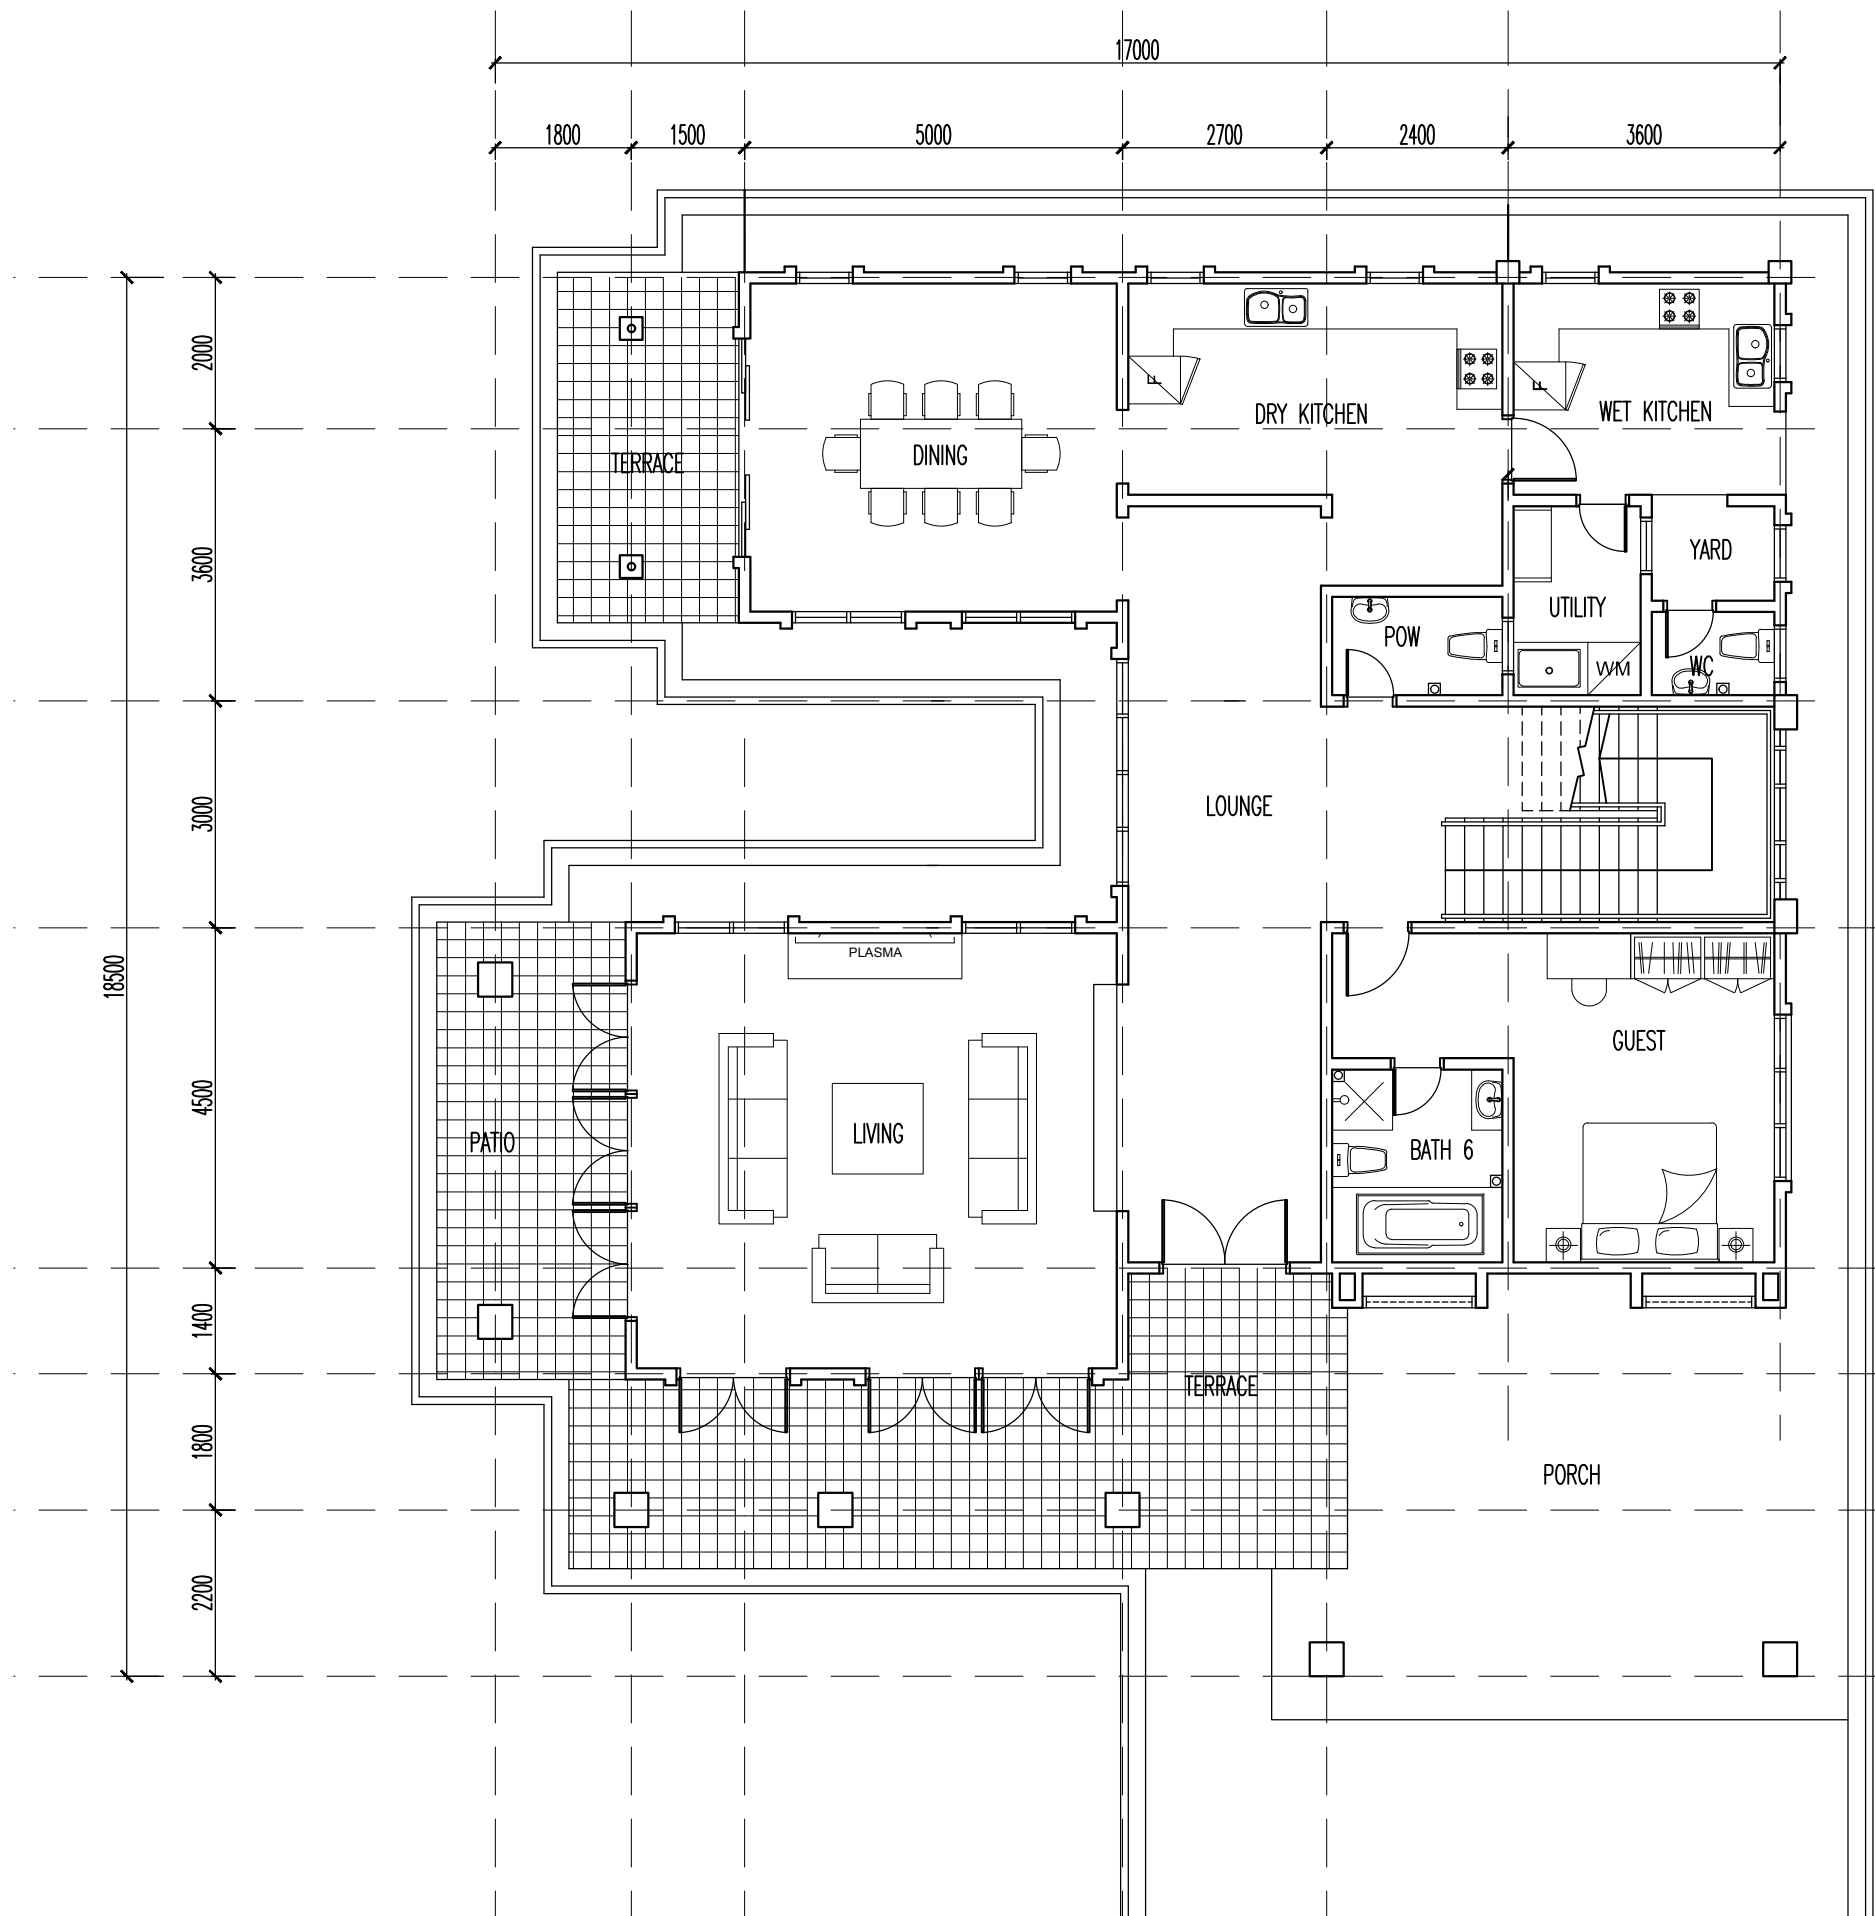 17000
1800 1500 5000 2700 2400 3600
2000
3600
3000
18500
4500
1400
1800
2200
F
F
DRY KITCHEN
WET KITCHEN
DINING
TERRACE
YARD
UTILITY
POW
WC
WM
LOUNGE
PLASMA
GUEST
LIVING
PATIO
BATH 6
TERRACE
PORCH